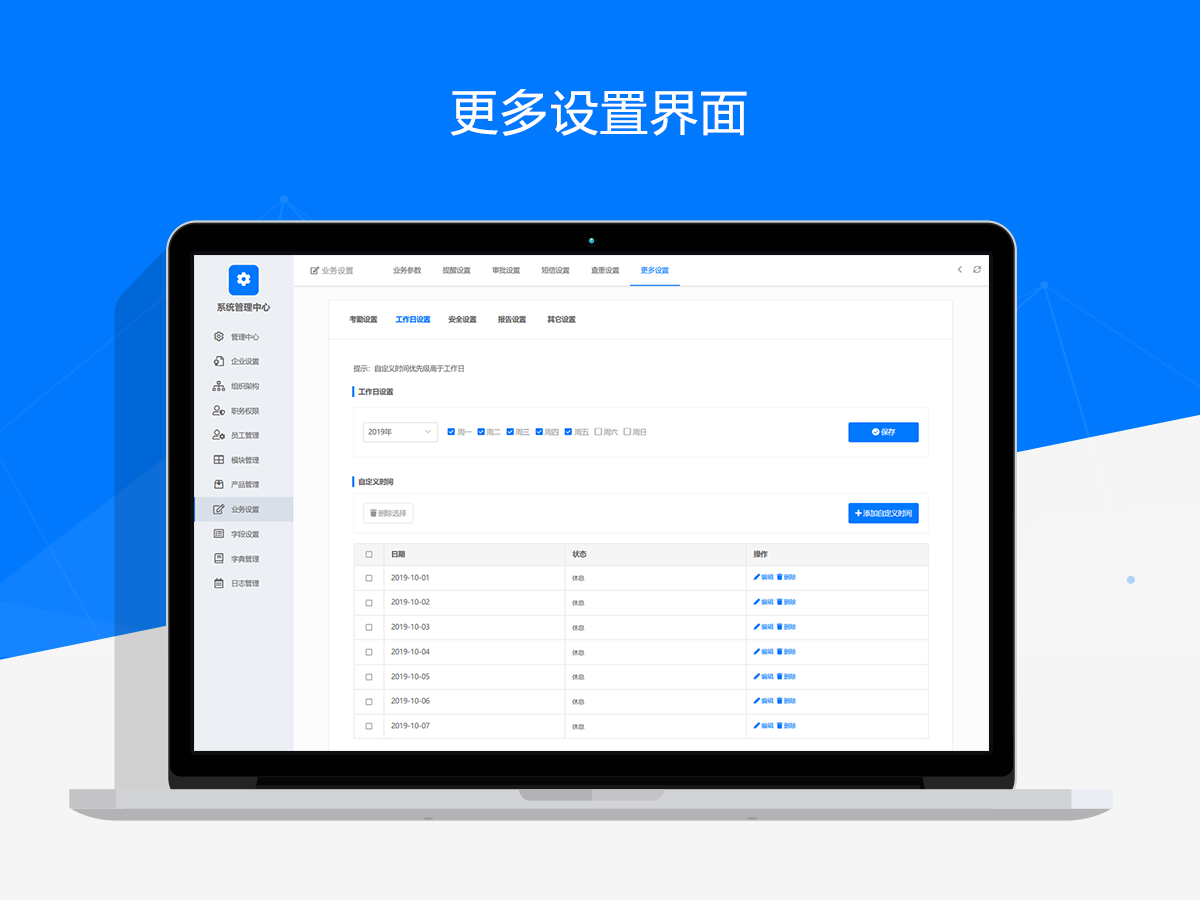 更多设置界面
系统管理中心
管理中心
企业设置
组织架构
职务权限
员工管理
模块管理
产品管理
业务设置
字段设置
字典管理
日志管理
业务设置 业务参数 提醒设置 审批设置 短信设置 查重设置 更多设置
考勤设置 工作日设置 安全设置 报告设置 其它设置
提示: 自定义时间优先级高于工作日
工作日设置
2019年 周一 周二 周三 周四 周五 周六 周日 保存
自定义时间
删除选择 添加自定义时间
日期 状态 操作
2019-10-01 休息 编辑 删除
2019-10-02 休息 编辑 删除
2019-10-03 休息 编辑 删除
2019-10-04 休息 编辑 删除
2019-10-05 休息 编辑 删除
2019-10-06 休息 编辑 删除
2019-10-07 休息 编辑 删除